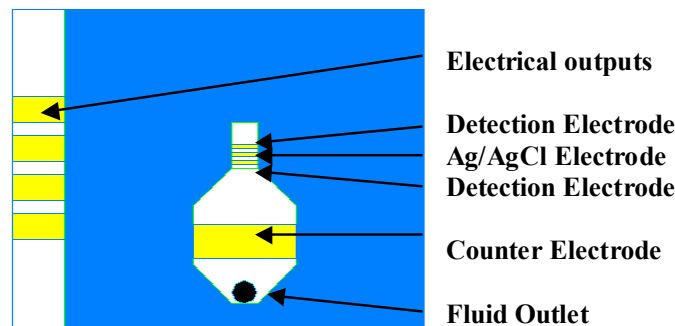 Electrical outputs
Detection Electrode
Ag/AgCl Electrode
Detection Electrode
Counter Electrode
Fluid Outlet